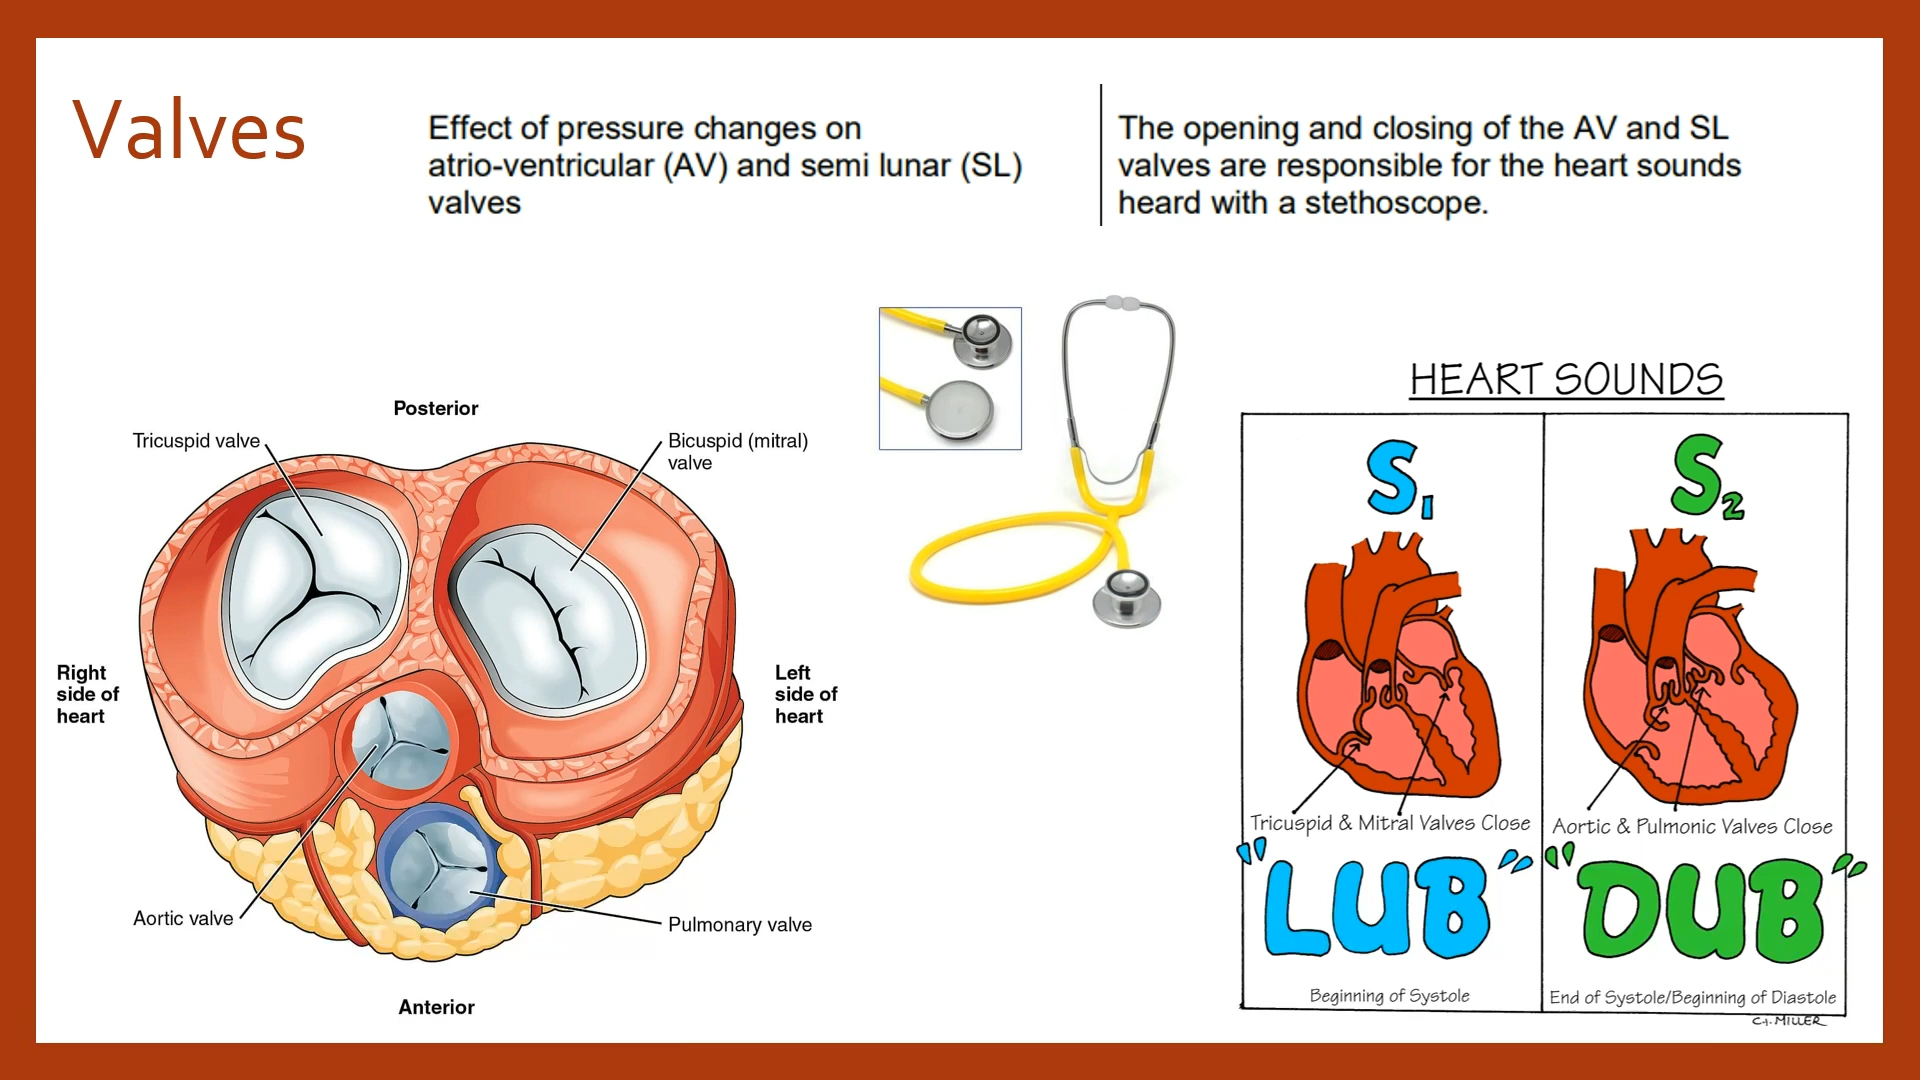 Valves
Effect of pressure changes on
atrio-ventricular (AV) and semi lunar (SL)
valves
The opening and closing of the AV and SL
valves are responsible for the heart sounds
heard with a stethoscope.
Posterior
Tricuspid valve
Bicuspid (mitral)
valve
Right
side of
heart
Left
side of
heart
Aortic valve
Pulmonary valve
Anterior
HEART SOUNDS
S1
S2
Tricuspid & Mitral Valves Close
Aortic & Pulmonic Valves Close
"LUB"
"DUB"
Beginning of Systole
End of Systole/Beginning of Diastole
C.. MILLER